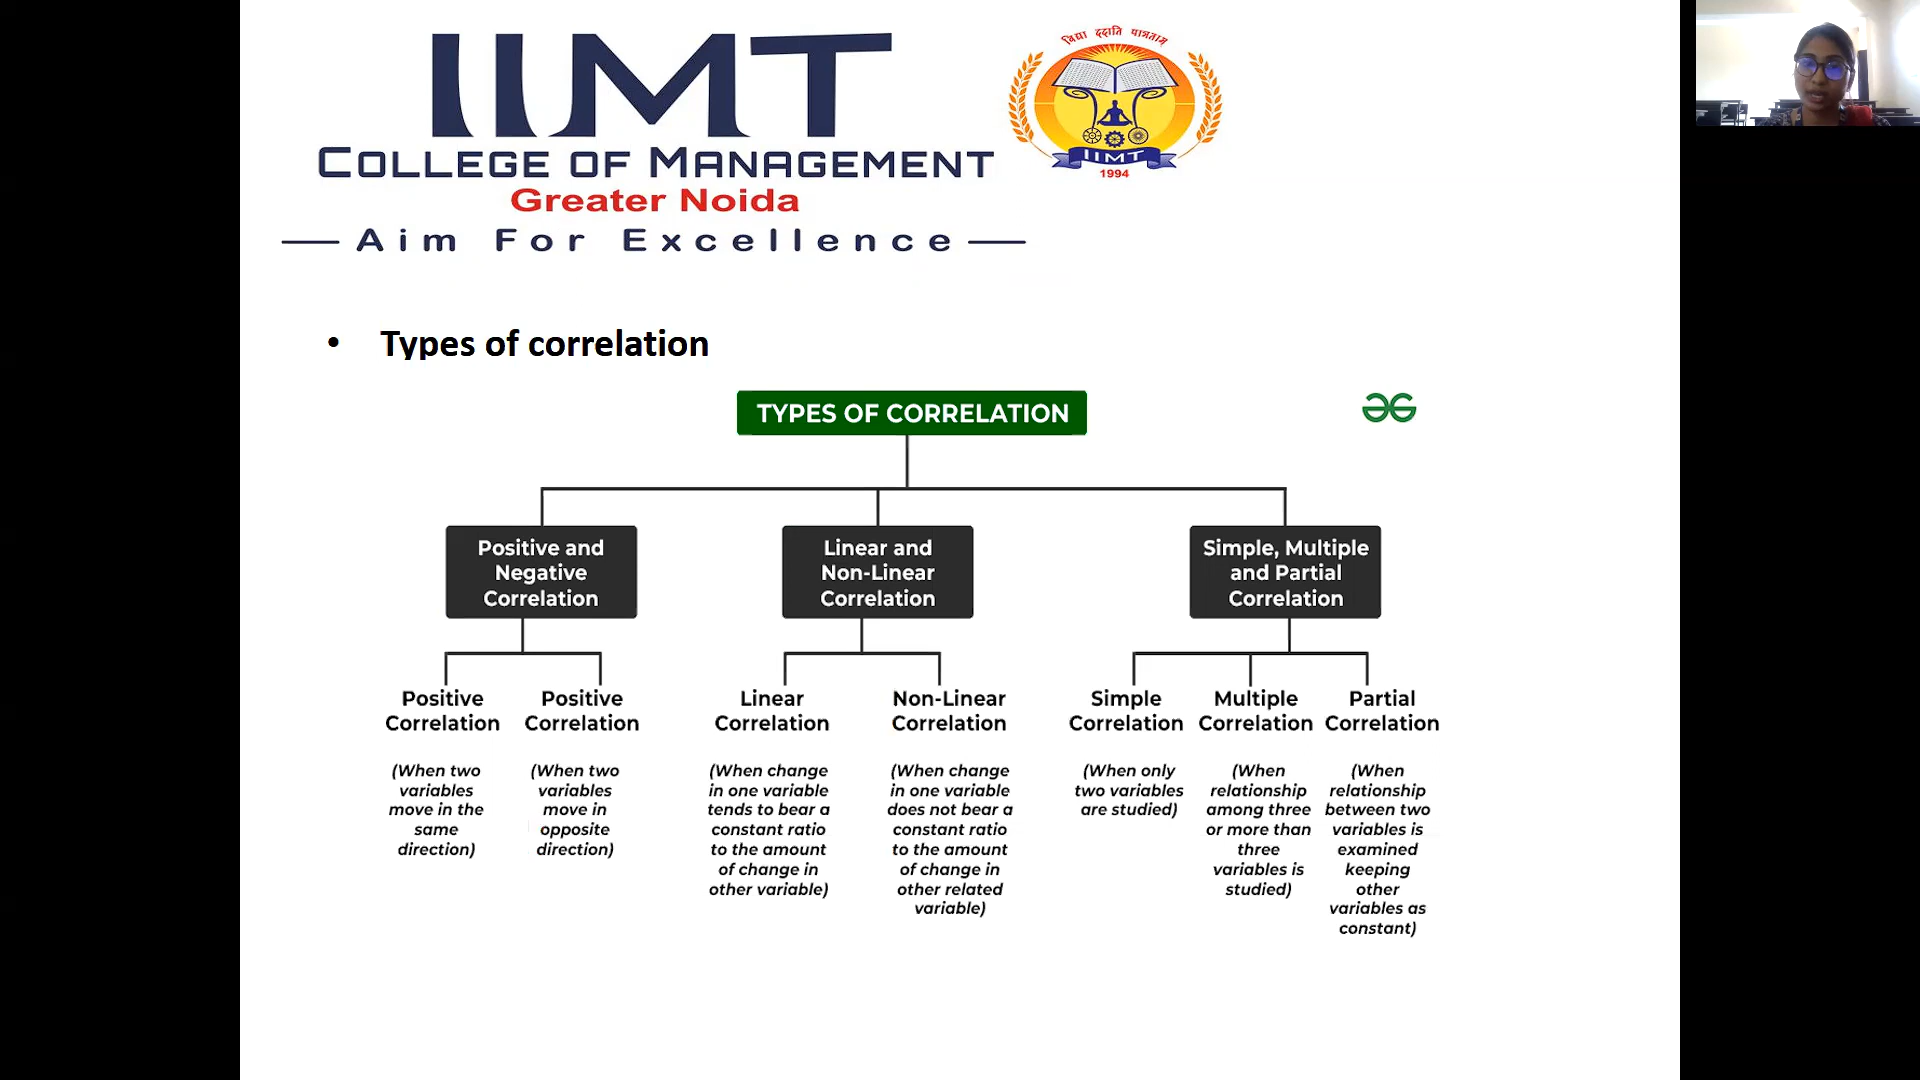 IIMT
COLLEGE OF MANAGEMENT
Greater Noida
Aim For Excellence
विद्या ददाति पात्रताम्
IIMT
1994
• Types of correlation
TYPES OF CORRELATION
Positive and
Negative
Correlation
Linear and
Non-Linear
Correlation
Simple, Multiple
and Partial
Correlation
Positive
Correlation
(When two
variables
move in the
same
direction)
Positive
Correlation
(When two
variables
move in
opposite
direction)
Linear
Correlation
(When change
in one variable
tends to bear a
constant ratio
to the amount
of change in
other variable)
Non-Linear
Correlation
(When change
in one variable
does not bear a
constant ratio
to the amount
of change in
other related
variable)
Simple
Correlation
(When only
two variables
are studied)
Multiple
Correlation
(When
relationship
among three
or more than
three
variables is
studied)
Partial
Correlation
(When
relationship
between two
variables is
examined
keeping
other
variables as
constant)